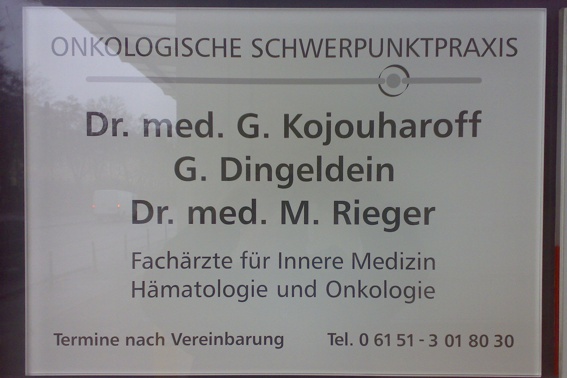 ONKOLOGISCHE SCHWERPUNKTPRAXIS
Dr. med. G. Kojouharoff
G. Dingeldein
Dr. med. M. Rieger
Fachärzte für Innere Medizin
Hämatologie und Onkologie
Termine nach Vereinbarung Tel. 0 61 51 - 3 01 80 30